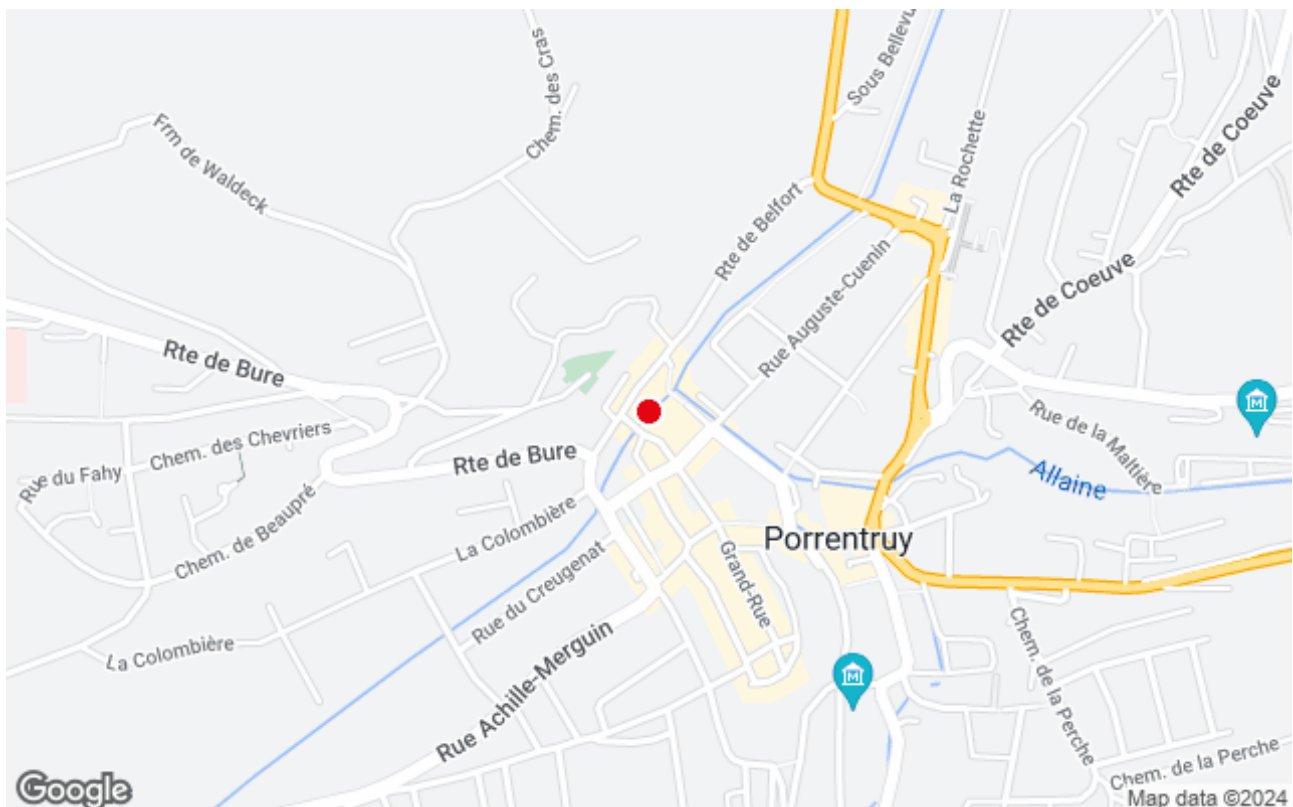 Sous Bellevu
Chem. des Cras
Rte de Coeuve
Frm de Waldeck
La Rochette
Rte de Belfort
Rue Auguste-Cuenin
Rte de Coeuve
Rte de Bure
Chem. des Chevriers
Rue de la Maltière
Rte de Bure
Rue du Fahy
Allaine
Chem. de Beaupré
La Colombière
Porrentruy
Grand-Rue
Rue du Creugenat
La Colombière
Chem. de la Perche
Rue Achille-Merguin
Chem. de la Perche
Google
Map data ©2024